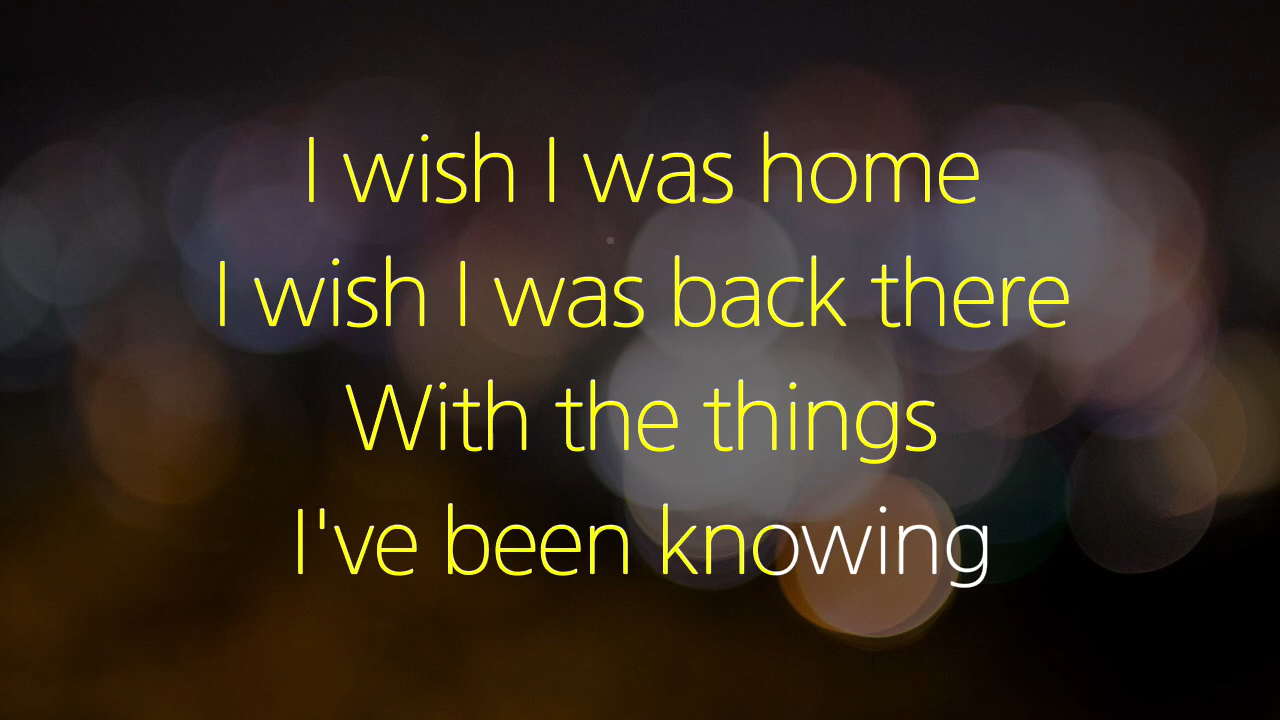 I wish I was home
I wish I was back there
With the things
I've been knowing